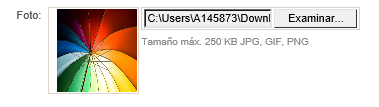 Foto:
C:\Users\A145873\Downl
Examinar...
Tamaño máx. 250 KB JPG, GIF, PNG